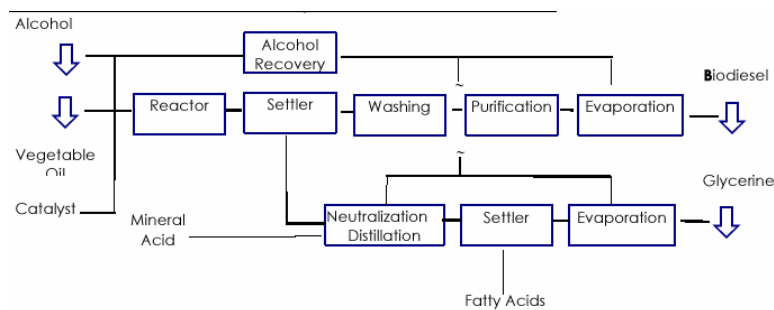 Alcohol
Alcohol
Recovery
Biodiesel
Reactor
Settler
Washing
~
Purification
Evaporation
Vegetable
Oil
~
Glycerine
Catalyst
Mineral
Acid
Neutralization
Distillation
Settler
Evaporation
Fatty Acids